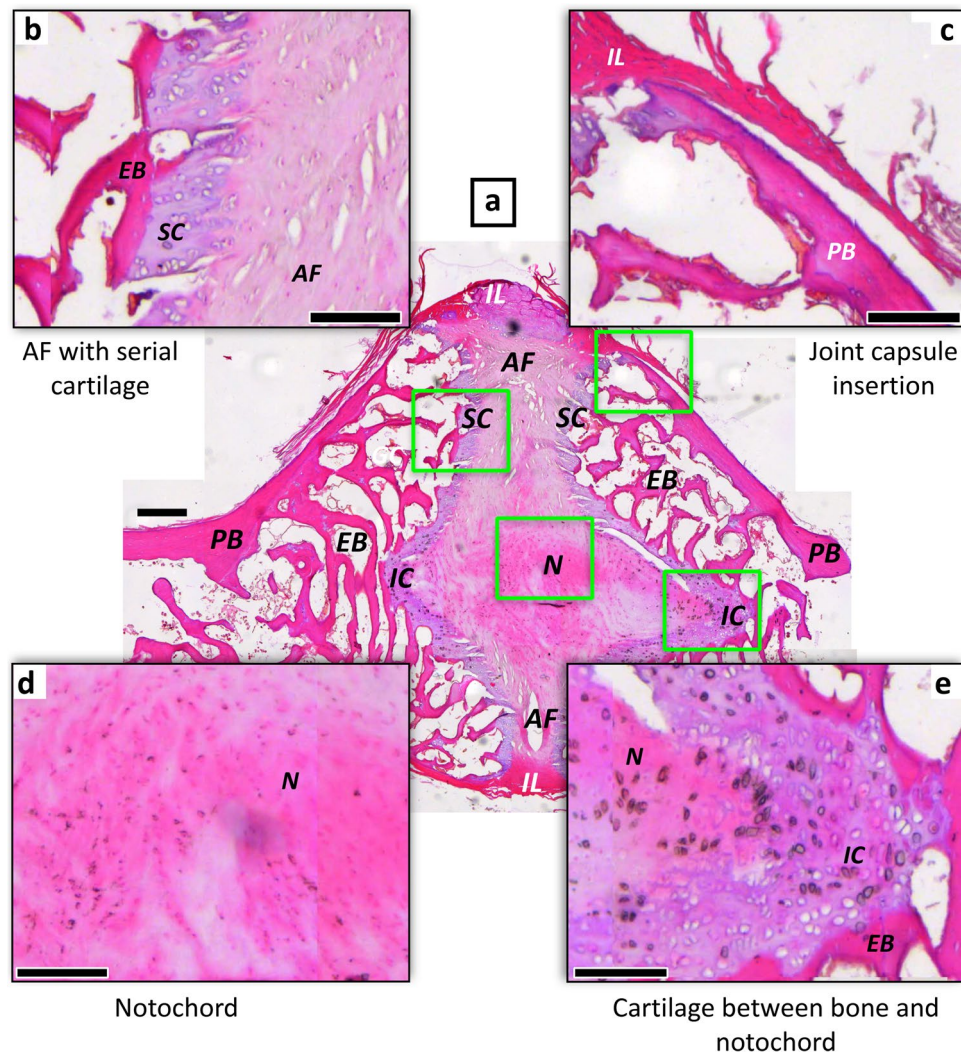 b
EB
SC
AF
AF with serial
cartilage
a
c
IL
PB
Joint capsule
insertion
IL
AF
SC
SC
EB
PB
EB
PB
IC
N
IC
AF
IL
d
N
Notochord
e
N
IC
EB
Cartilage between bone and
notochord